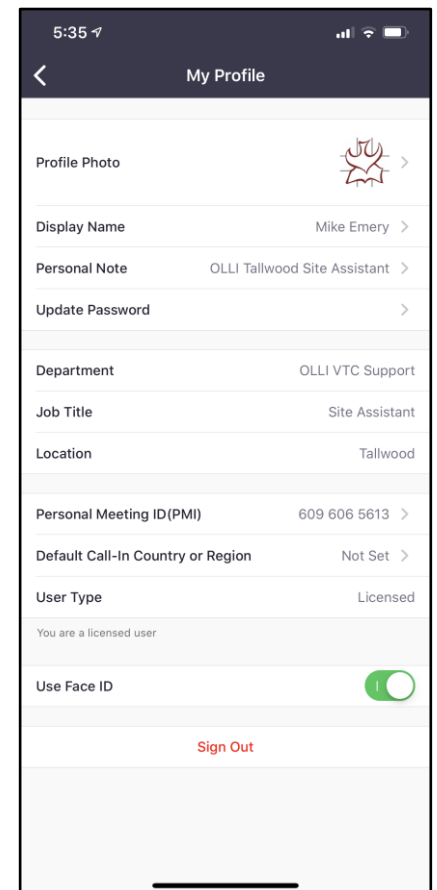 5:35
My Profile
Profile Photo
Display Name Mike Emery
Personal Note OLLI Tallwood Site Assistant
Update Password
Department OLLI VTC Support
Job Title Site Assistant
Location Tallwood
Personal Meeting ID(PMI) 609 606 5613
Default Call-In Country or Region Not Set
User Type Licensed
You are a licensed user
Use Face ID
Sign Out